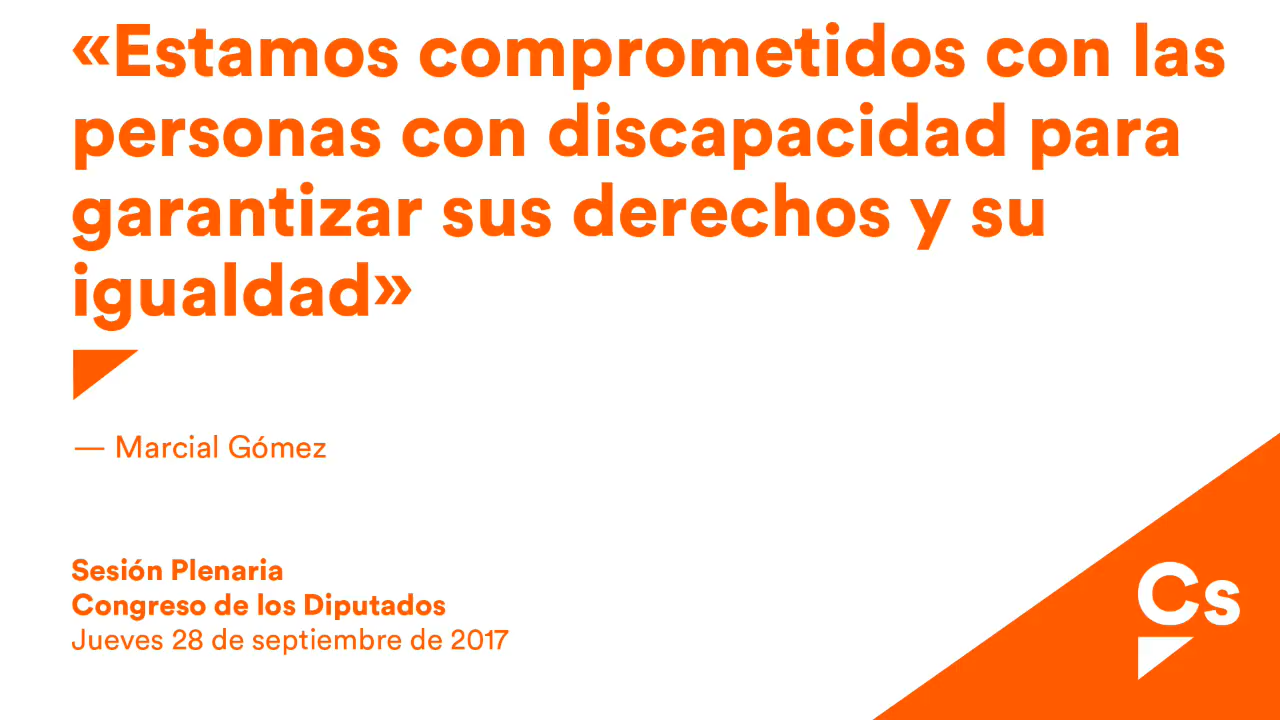 «Estamos comprometidos con las
personas con discapacidad para
garantizar sus derechos y su
igualdad»
— Marcial Gómez
Sesión Plenaria
Congreso de los Diputados
Jueves 28 de septiembre de 2017
Cs